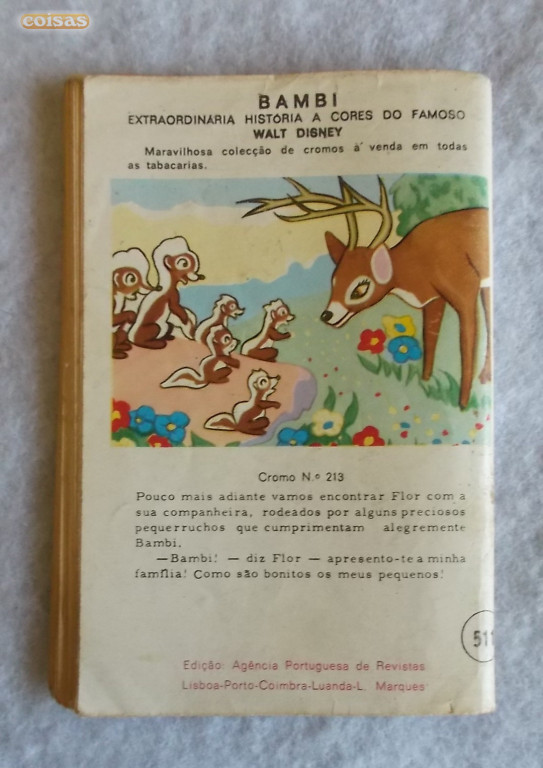 coisas
BAMBI
EXTRAORDINARIA HISTÓRIA A CORES DO FAMOSO
WALT DISNEY
Maravilhosa colecção de cromos à venda em todas
as tabacarias.
Cromo N.º 213
Pouco mais adiante vamos encontrar Flor com a
sua companheira, rodeados por alguns preciosos
pequerruchos que cumprimentam alegremente
Bambi.
—Bambi! — diz Flor — apresento-te a minha
família! Como são bonitos os meus pequenos!
511
Edição: Agência Portuguesa de Revistas
Lisboa-Porto-Coimbra-Luanda-L. Marques